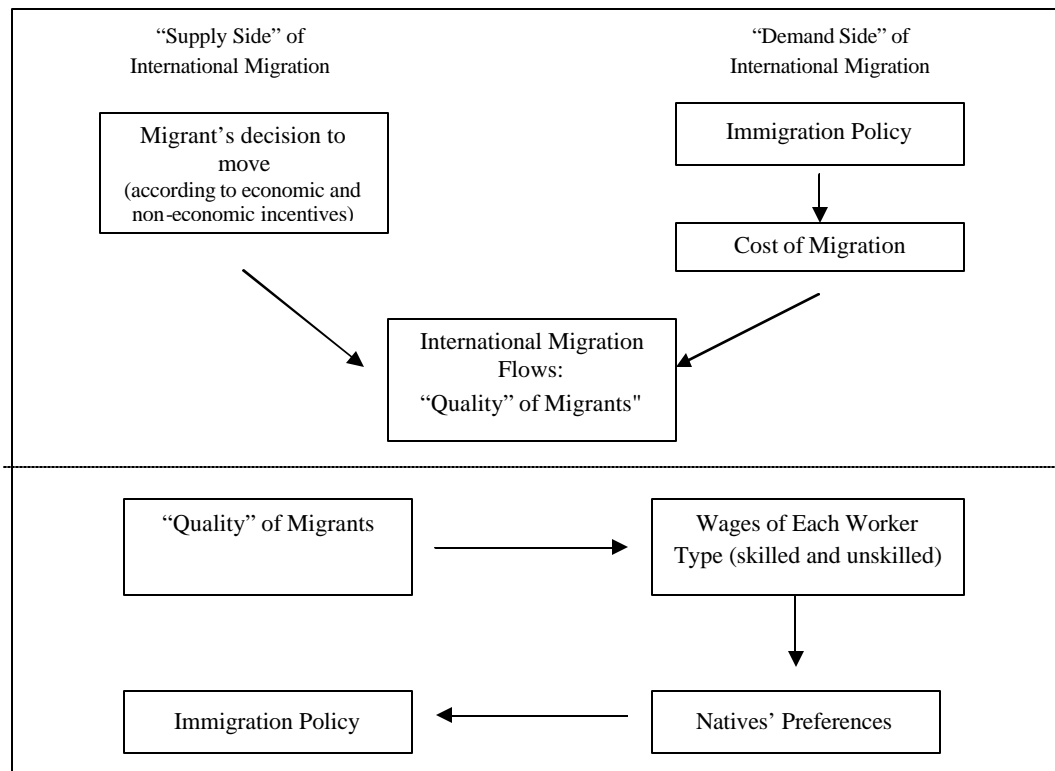 “Supply Side” of
International Migration
“Demand Side” of
International Migration
Migrant’s decision to
move
(according to economic and
non-economic incentives)
Immigration Policy
Cost of Migration
International Migration
Flows:
“Quality” of Migrants"
“Quality” of Migrants
Wages of Each Worker
Type (skilled and unskilled)
Immigration Policy
Natives’ Preferences